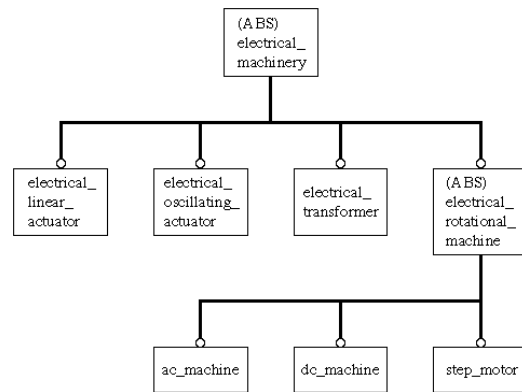 (ABS)
electrical_
machinery
electrical_
linear_
actuator
electrical_
oscillating_
actuator
electrical_
transformer
(ABS)
electrical_
rotational_
machine
ac_machine
dc_machine
step_motor